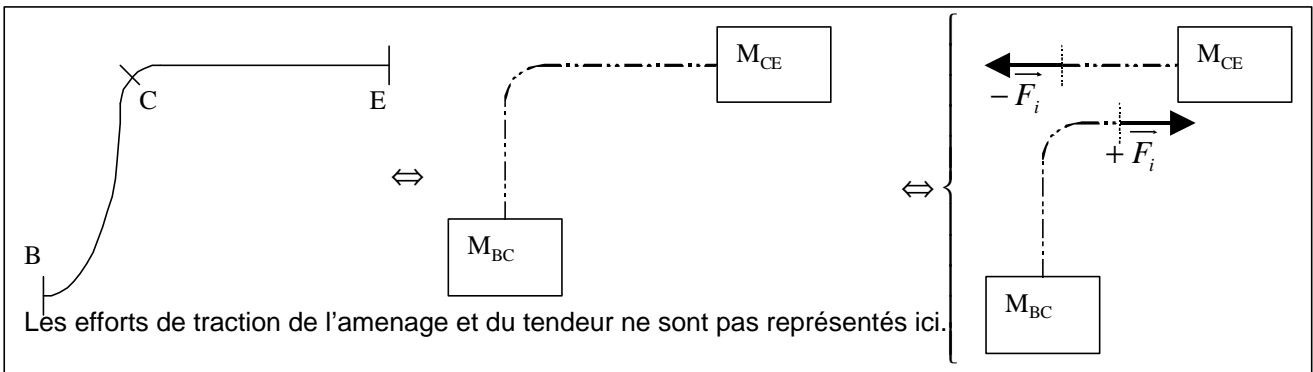 B
C
E
⇔
M_BC
M_CE
⇔
− F_i
M_CE
+ F_i
M_BC
Les efforts de traction de l'amenage et du tendeur ne sont pas représentés ici.